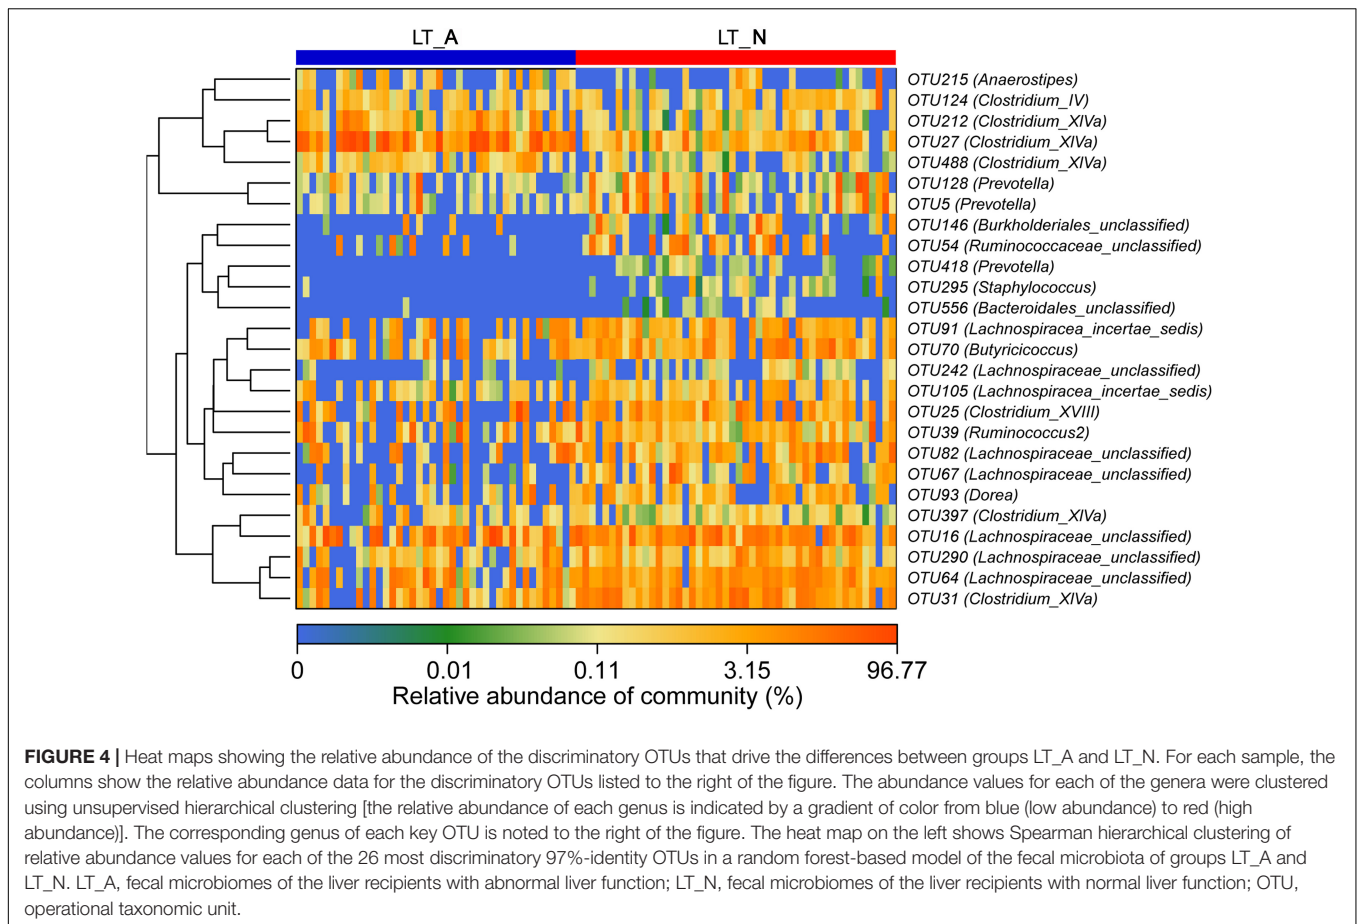 LT_A LT_N
OTU215 (Anaerostipes)
OTU124 (Clostridium_IV)
OTU212 (Clostridium_XIVa)
OTU27 (Clostridium_XIVa)
OTU488 (Clostridium_XIVa)
OTU128 (Prevotella)
OTU5 (Prevotella)
OTU146 (Burkholderiales_unclassified)
OTU54 (Ruminococcaceae_unclassified)
OTU418 (Prevotella)
OTU295 (Staphylococcus)
OTU556 (Bacteroidales_unclassified)
OTU91 (Lachnospiracea_incertae_sedis)
OTU70 (Butyricicoccus)
OTU242 (Lachnospiraceae_unclassified)
OTU105 (Lachnospiracea_incertae_sedis)
OTU25 (Clostridium_XVIII)
OTU39 (Ruminococcus2)
OTU82 (Lachnospiraceae_unclassified)
OTU67 (Lachnospiraceae_unclassified)
OTU93 (Dorea)
OTU397 (Clostridium_XIVa)
OTU16 (Lachnospiraceae_unclassified)
OTU290 (Lachnospiraceae_unclassified)
OTU64 (Lachnospiraceae_unclassified)
OTU31 (Clostridium_XIVa)
0 0.01 0.11 3.15 96.77
Relative abundance of community (%)
FIGURE 4 | Heat maps showing the relative abundance of the discriminatory OTUs that drive the differences between groups LT_A and LT_N. For each sample, the
columns show the relative abundance data for the discriminatory OTUs listed to the right of the figure. The abundance values for each of the genera were clustered
using unsupervised hierarchical clustering [the relative abundance of each genus is indicated by a gradient of color from blue (low abundance) to red (high
abundance)]. The corresponding genus of each key OTU is noted to the right of the figure. The heat map on the left shows Spearman hierarchical clustering of
relative abundance values for each of the 26 most discriminatory 97%-identity OTUs in a random forest-based model of the fecal microbiota of groups LT_A and
LT_N. LT_A, fecal microbiomes of the liver recipients with abnormal liver function; LT_N, fecal microbiomes of the liver recipients with normal liver function; OTU,
operational taxonomic unit.